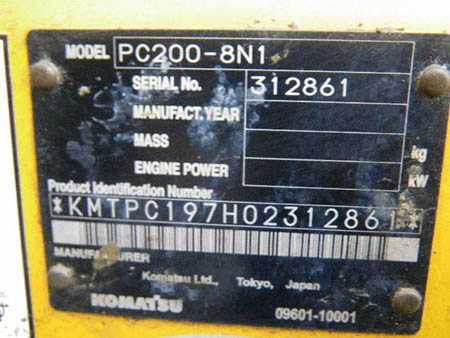 MODEL PC200-8N1
SERIAL No. 312861
MANUFACT. YEAR
MASS kg
ENGINE POWER kW
Product Identification Number
*KMTPC197H02312861*
MANUFACTURER
Komatsu Ltd., Tokyo, Japan
KOMATSU 09601-10001